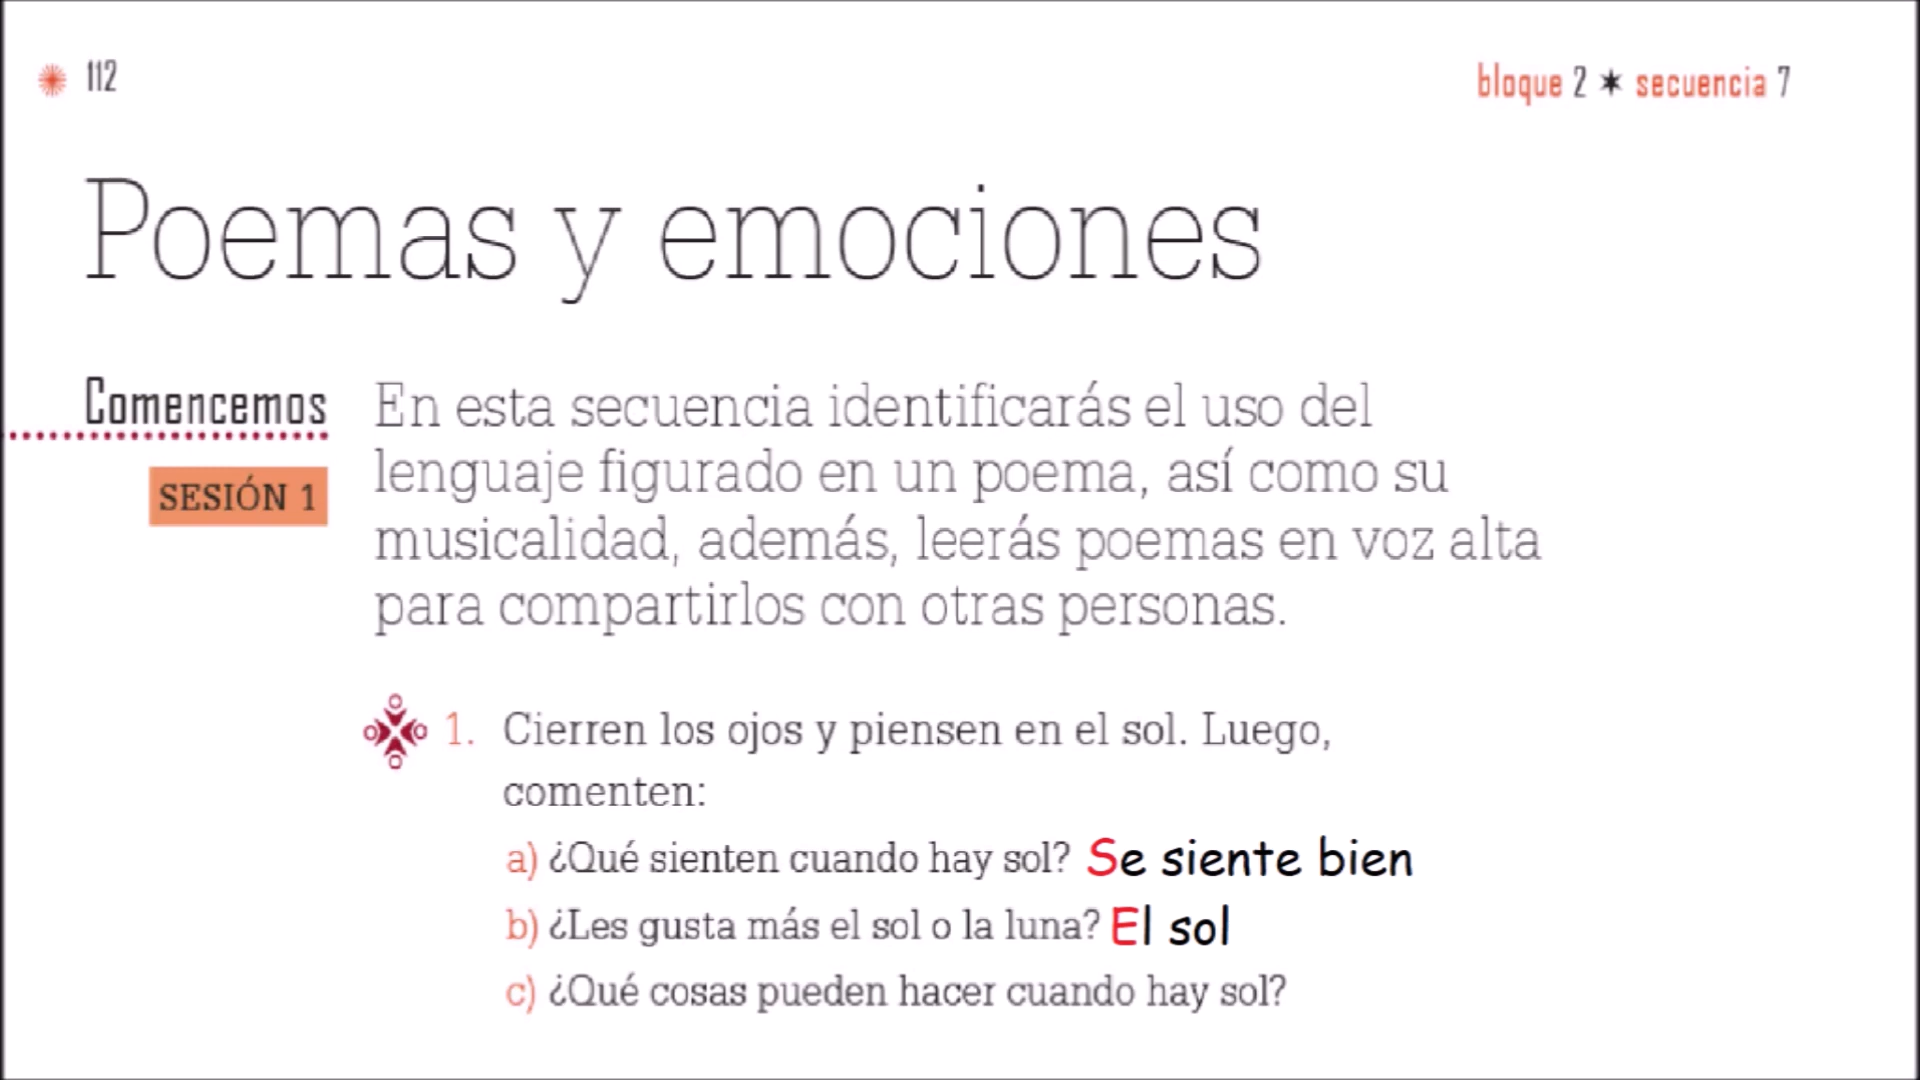 112
bloque 2 ✶ secuencia 7
Poemas y emociones
Comencemos
SESIÓN 1
En esta secuencia identificarás el uso del
lenguaje figurado en un poema, así como su
musicalidad, además, leerás poemas en voz alta
para compartirlos con otras personas.
1. Cierren los ojos y piensen en el sol. Luego,
comenten:
a) ¿Qué sienten cuando hay sol? Se siente bien
b) ¿Les gusta más el sol o la luna? El sol
c) ¿Qué cosas pueden hacer cuando hay sol?